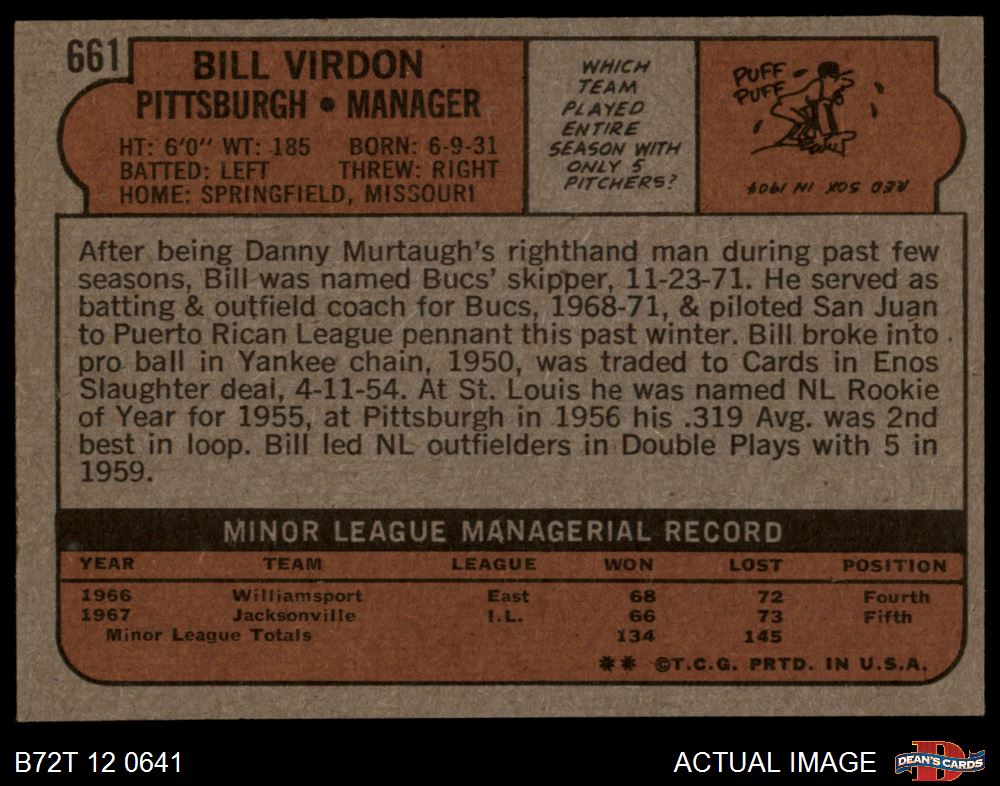 661
BILL VIRDON
PITTSBURGH • MANAGER
HT: 6'0" WT: 185 BORN: 6-9-31
BATTED: LEFT THREW: RIGHT
HOME: SPRINGFIELD, MISSOURI
WHICH
TEAM
PLAYED
ENTIRE
SEASON WITH
ONLY 5
PITCHERS?
PUFF
PUFF
RED SOX IN 1904
After being Danny Murtaugh's righthand man during past few
seasons, Bill was named Bucs' skipper, 11-23-71. He served as
batting & outfield coach for Bucs, 1968-71, & piloted San Juan
to Puerto Rican League pennant this past winter. Bill broke into
pro ball in Yankee chain, 1950, was traded to Cards in Enos
Slaughter deal, 4-11-54. At St. Louis he was named NL Rookie
of Year for 1955, at Pittsburgh in 1956 his .319 Avg. was 2nd
best in loop. Bill led NL outfielders in Double Plays with 5 in
1959.
MINOR LEAGUE MANAGERIAL RECORD
YEAR TEAM LEAGUE WON LOST POSITION
1966 Williamsport East 68 72 Fourth
1967 Jacksonville I.L. 66 73 Fifth
Minor League Totals 134 145
** ©T.C.G. PRTD. IN U.S.A.
B72T 12 0641
ACTUAL IMAGE
D
DEAN'S CARDS